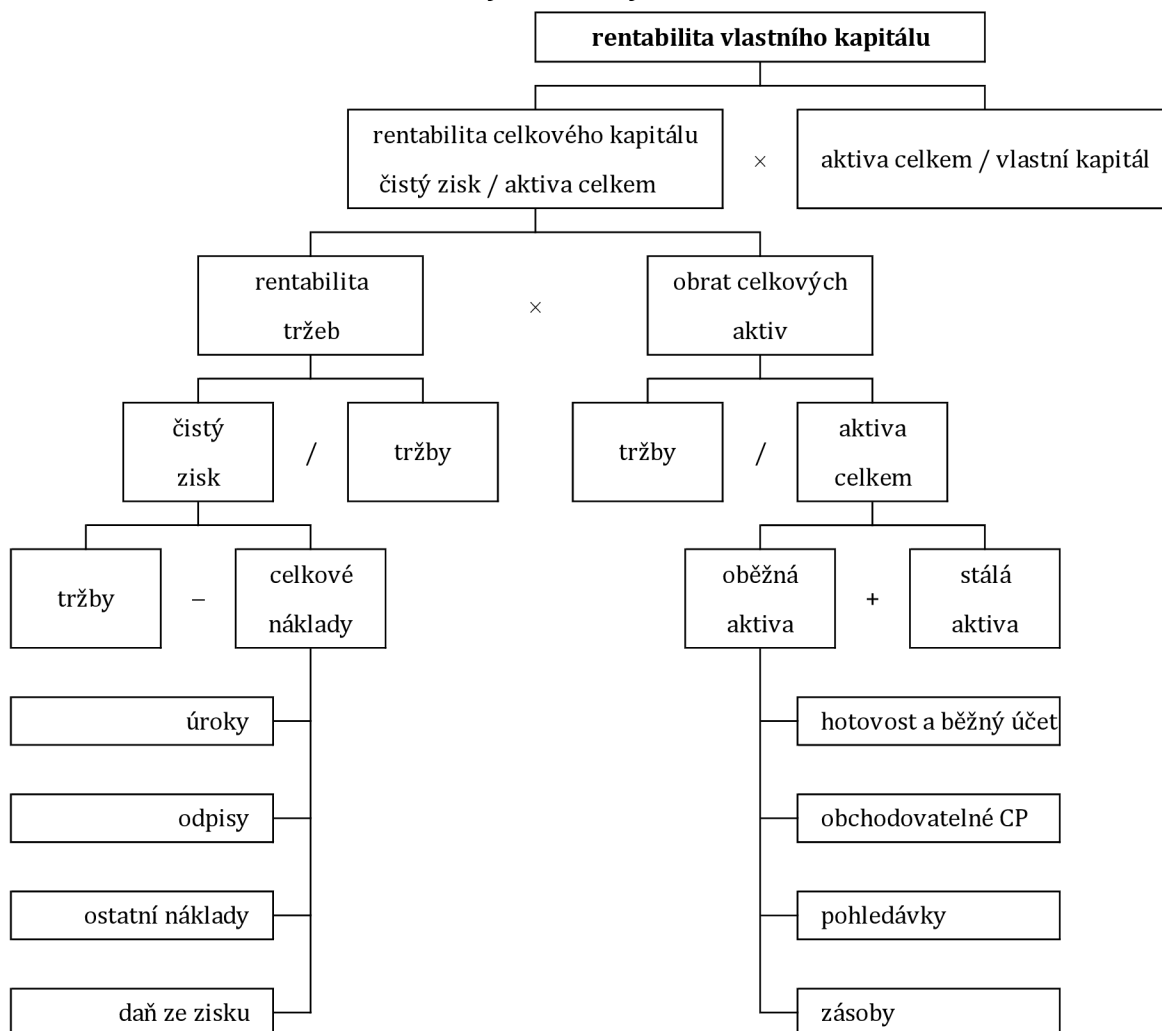 rentabilita vlastního kapitálu
rentabilita celkového kapitálu
čistý zisk / aktiva celkem
×
aktiva celkem / vlastní kapitál
rentabilita
tržeb
×
obrat celkových
aktiv
čistý
zisk
/
tržby
tržby
/
aktiva
celkem
tržby
–
celkové
náklady
oběžná
aktiva
+
stálá
aktiva
úroky
odpisy
ostatní náklady
daň ze zisku
hotovost a běžný účet
obchodovatelné CP
pohledávky
zásoby